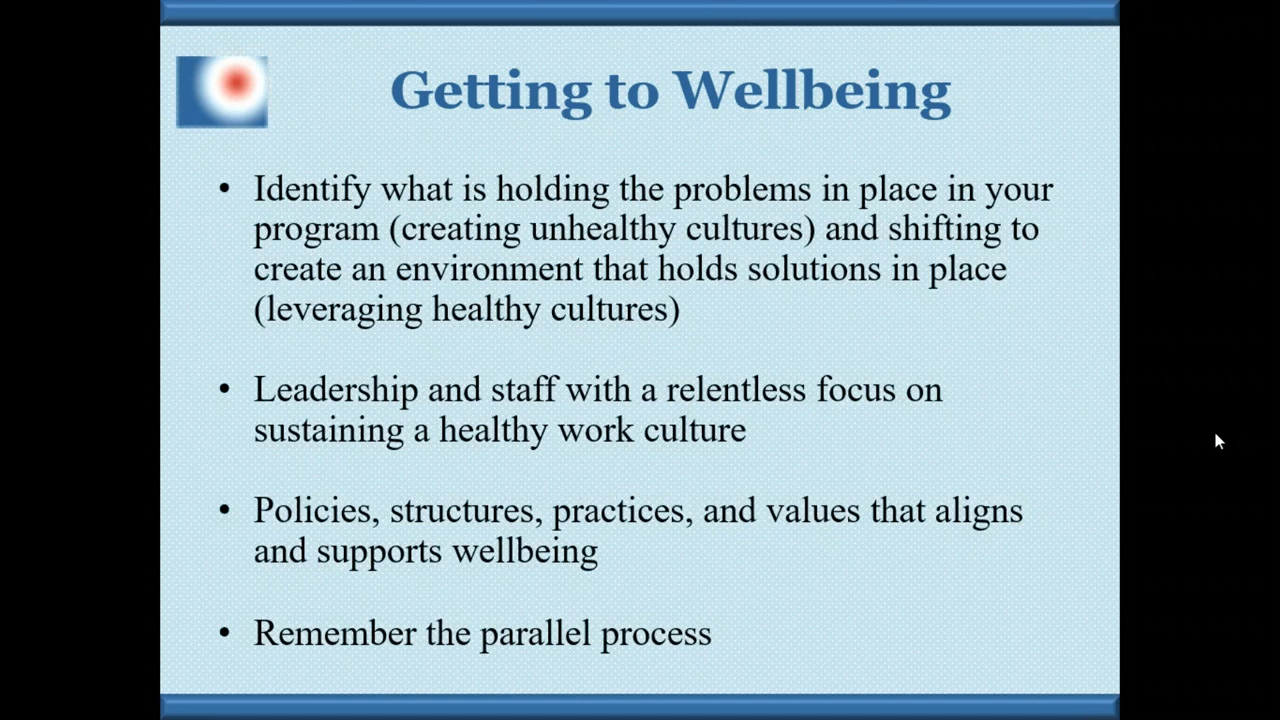 Getting to Wellbeing
• Identify what is holding the problems in place in your
program (creating unhealthy cultures) and shifting to
create an environment that holds solutions in place
(leveraging healthy cultures)
• Leadership and staff with a relentless focus on
sustaining a healthy work culture
• Policies, structures, practices, and values that aligns
and supports wellbeing
• Remember the parallel process